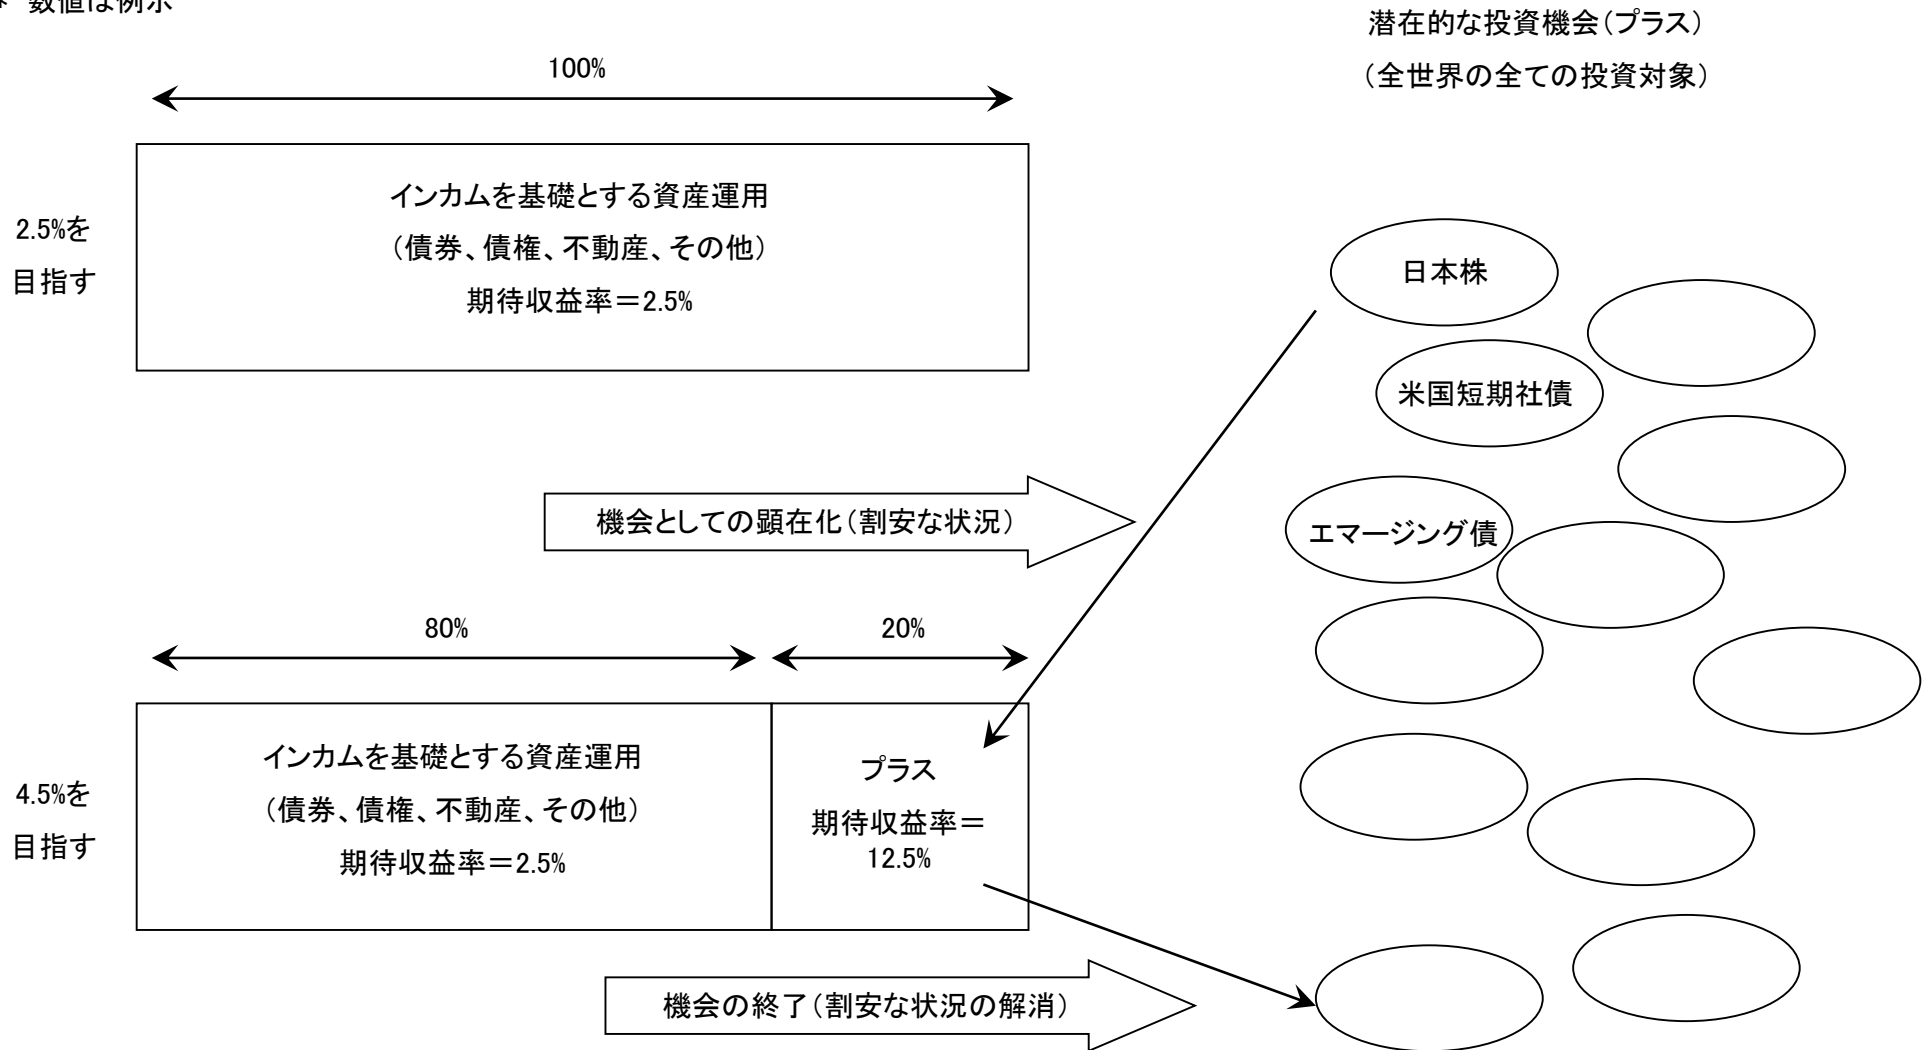 ＊ 数値は例示
潜在的な投資機会（プラス）
（全世界の全ての投資対象）
100%
2.5%を
目指す
インカムを基礎とする資産運用
（債券、債権、不動産、その他）
期待収益率＝2.5%
日本株
米国短期社債
機会としての顕在化（割安な状況）
エマージング債
80%
20%
4.5%を
目指す
インカムを基礎とする資産運用
（債券、債権、不動産、その他）
期待収益率＝2.5%
プラス
期待収益率＝
12.5%
機会の終了（割安な状況の解消）